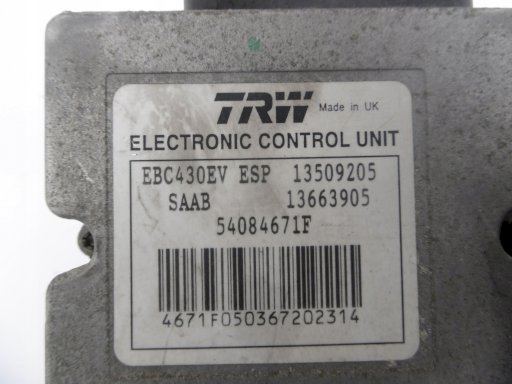 TRW Made in UK
ELECTRONIC CONTROL UNIT
EBC430EV ESP 13509205
SAAB 13663905
54084671F
4671F050367202314